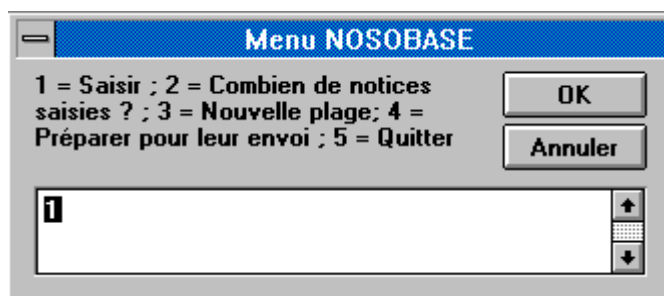 Menu NOSOBASE
1 = Saisir ; 2 = Combien de notices
saisies ? ; 3 = Nouvelle plage; 4 =
Préparer pour leur envoi ; 5 = Quitter
OK
Annuler
1